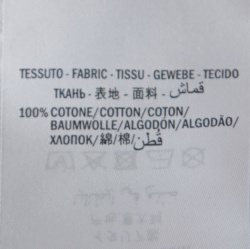 TESSUTO - FABRIC - TISSU - GEWEBE - TECIDO
ТКАНЬ - 表地 - 面料 - قماش
100% COTONE/COTTON/COTON/
BAUMWOLLE/ALGODÓN/ALGODÃO/
ХЛОПОК/綿/棉/قطن